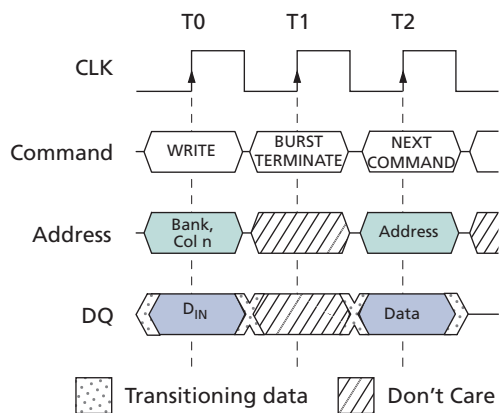 T0 T1 T2
CLK
Command WRITE BURST TERMINATE NEXT COMMAND
Address Bank, Col n Address
DQ DIN Data
Transitioning data Don't Care